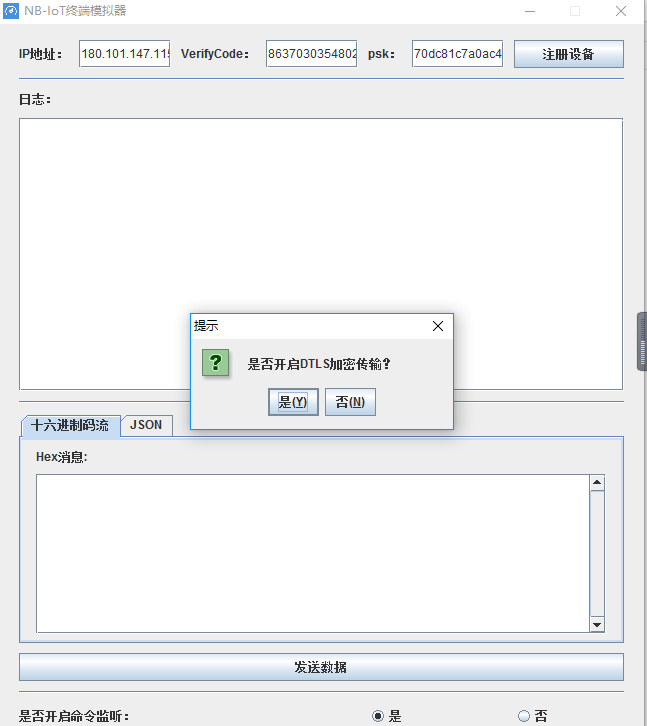 NB-IoT终端模拟器
IP地址： 180.101.147.115 VerifyCode： 8637030354802 psk： 70dc81c7a0ac4 注册设备
日志：
提示
是否开启DTLS加密传输？
是(Y) 否(N)
十六进制码流 JSON
Hex消息:
发送数据
是否开启命令监听： 是 否